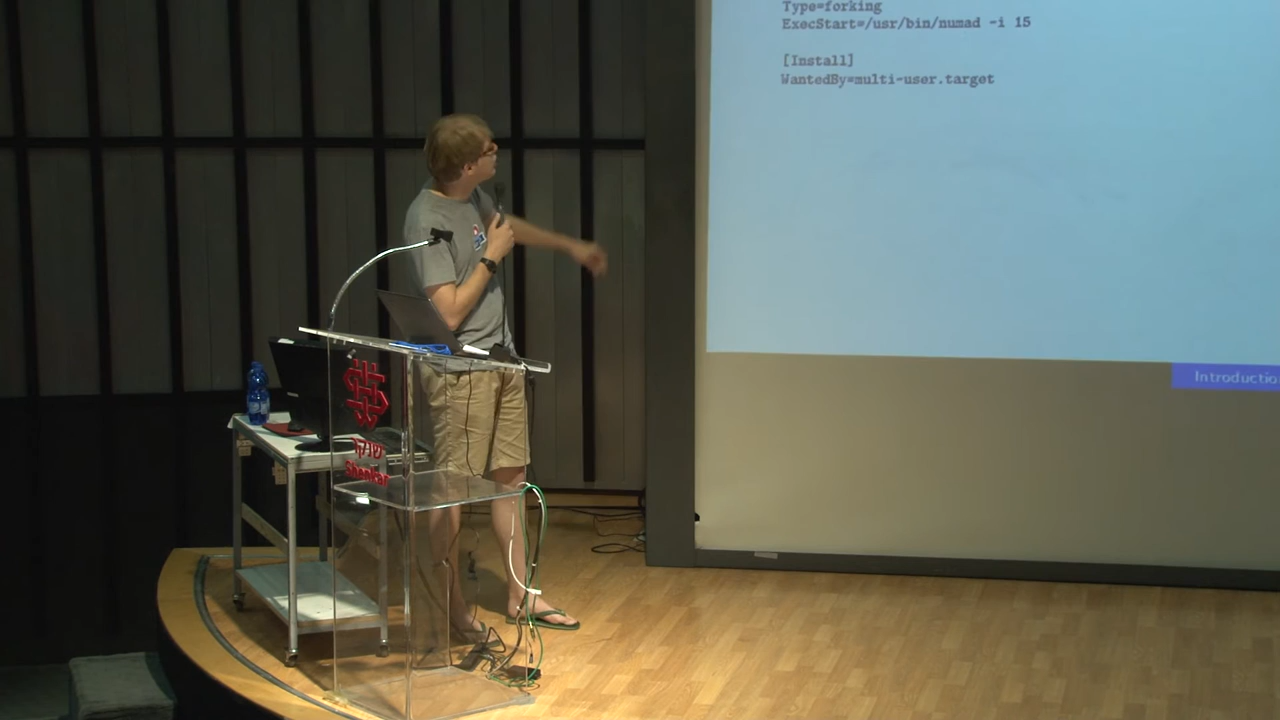 Type=forking
ExecStart=/usr/bin/numad -i 15
[Install]
WantedBy=multi-user.target
Introductio
שנקר
Shenkar